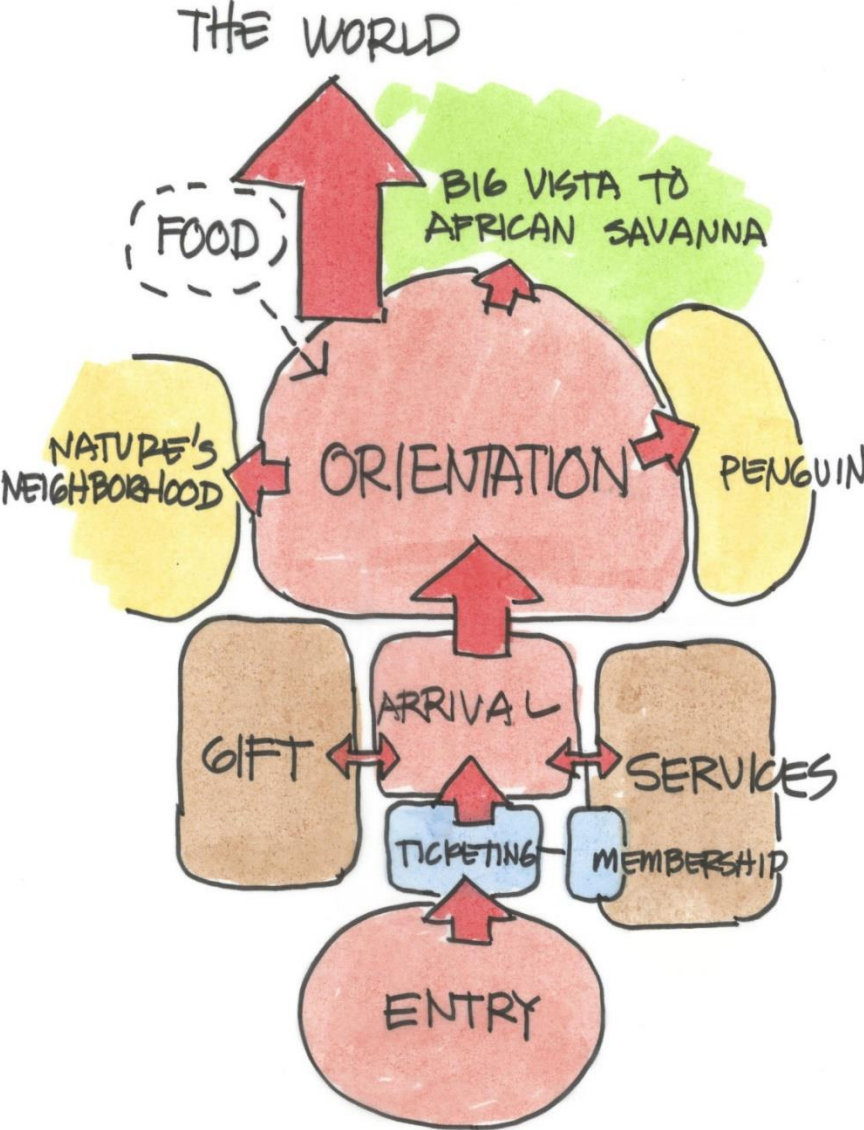 THE WORLD
BIG VISTA TO
AFRICAN SAVANNA
FOOD
NATURE'S
NEIGHBORHOOD
ORIENTATION
PENGUIN
ARRIVAL
GIFT
SERVICES
TICKETING
MEMBERSHIP
ENTRY